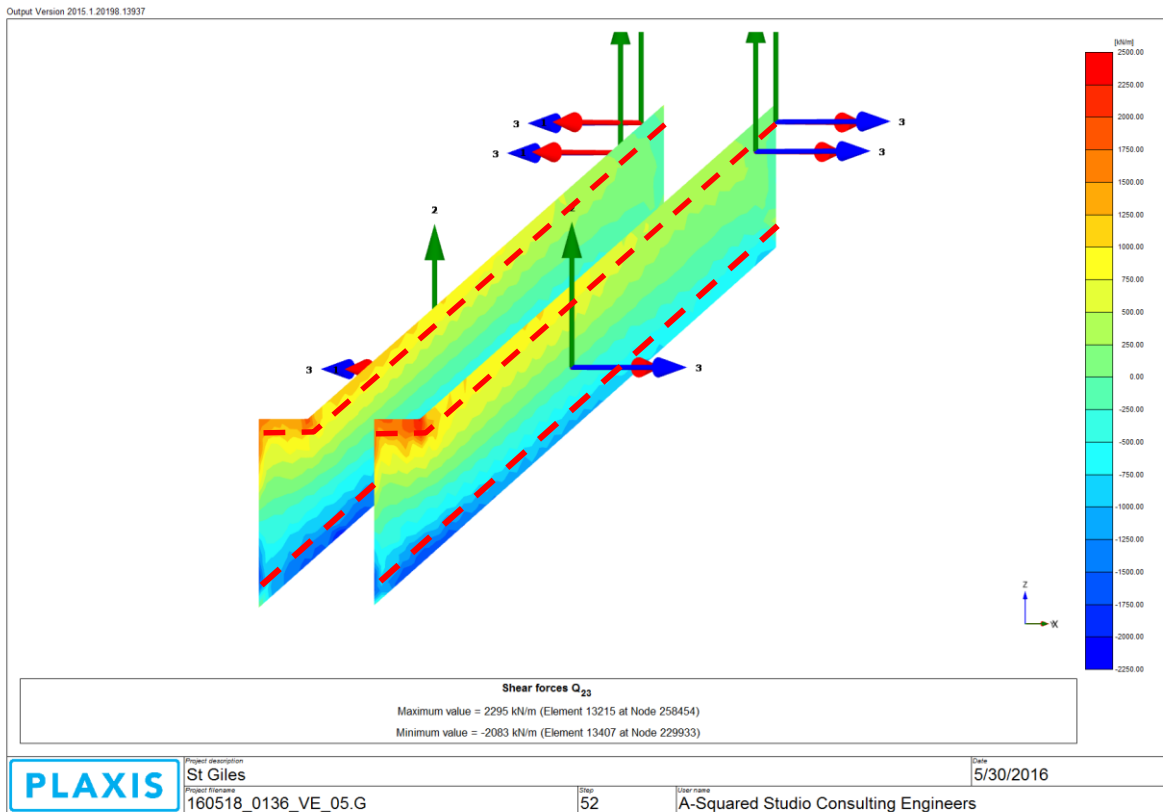 Output Version 2015.1.20198.13937
[kN/m]
2500.00
2250.00
2000.00
1750.00
1500.00
1250.00
1000.00
750.00
500.00
250.00
0.00
-250.00
-500.00
-750.00
-1000.00
-1250.00
-1500.00
-1750.00
-2000.00
-2250.00
3
3
3
3
2
3
3
Z
X
Shear forces Q23
Maximum value = 2295 kN/m (Element 13215 at Node 258454)
Minimum value = -2083 kN/m (Element 13407 at Node 229933)
PLAXIS
Project description
St Giles
Date
5/30/2016
Project filename
160518_0136_VE_05.G
Step
52
User name
A-Squared Studio Consulting Engineers